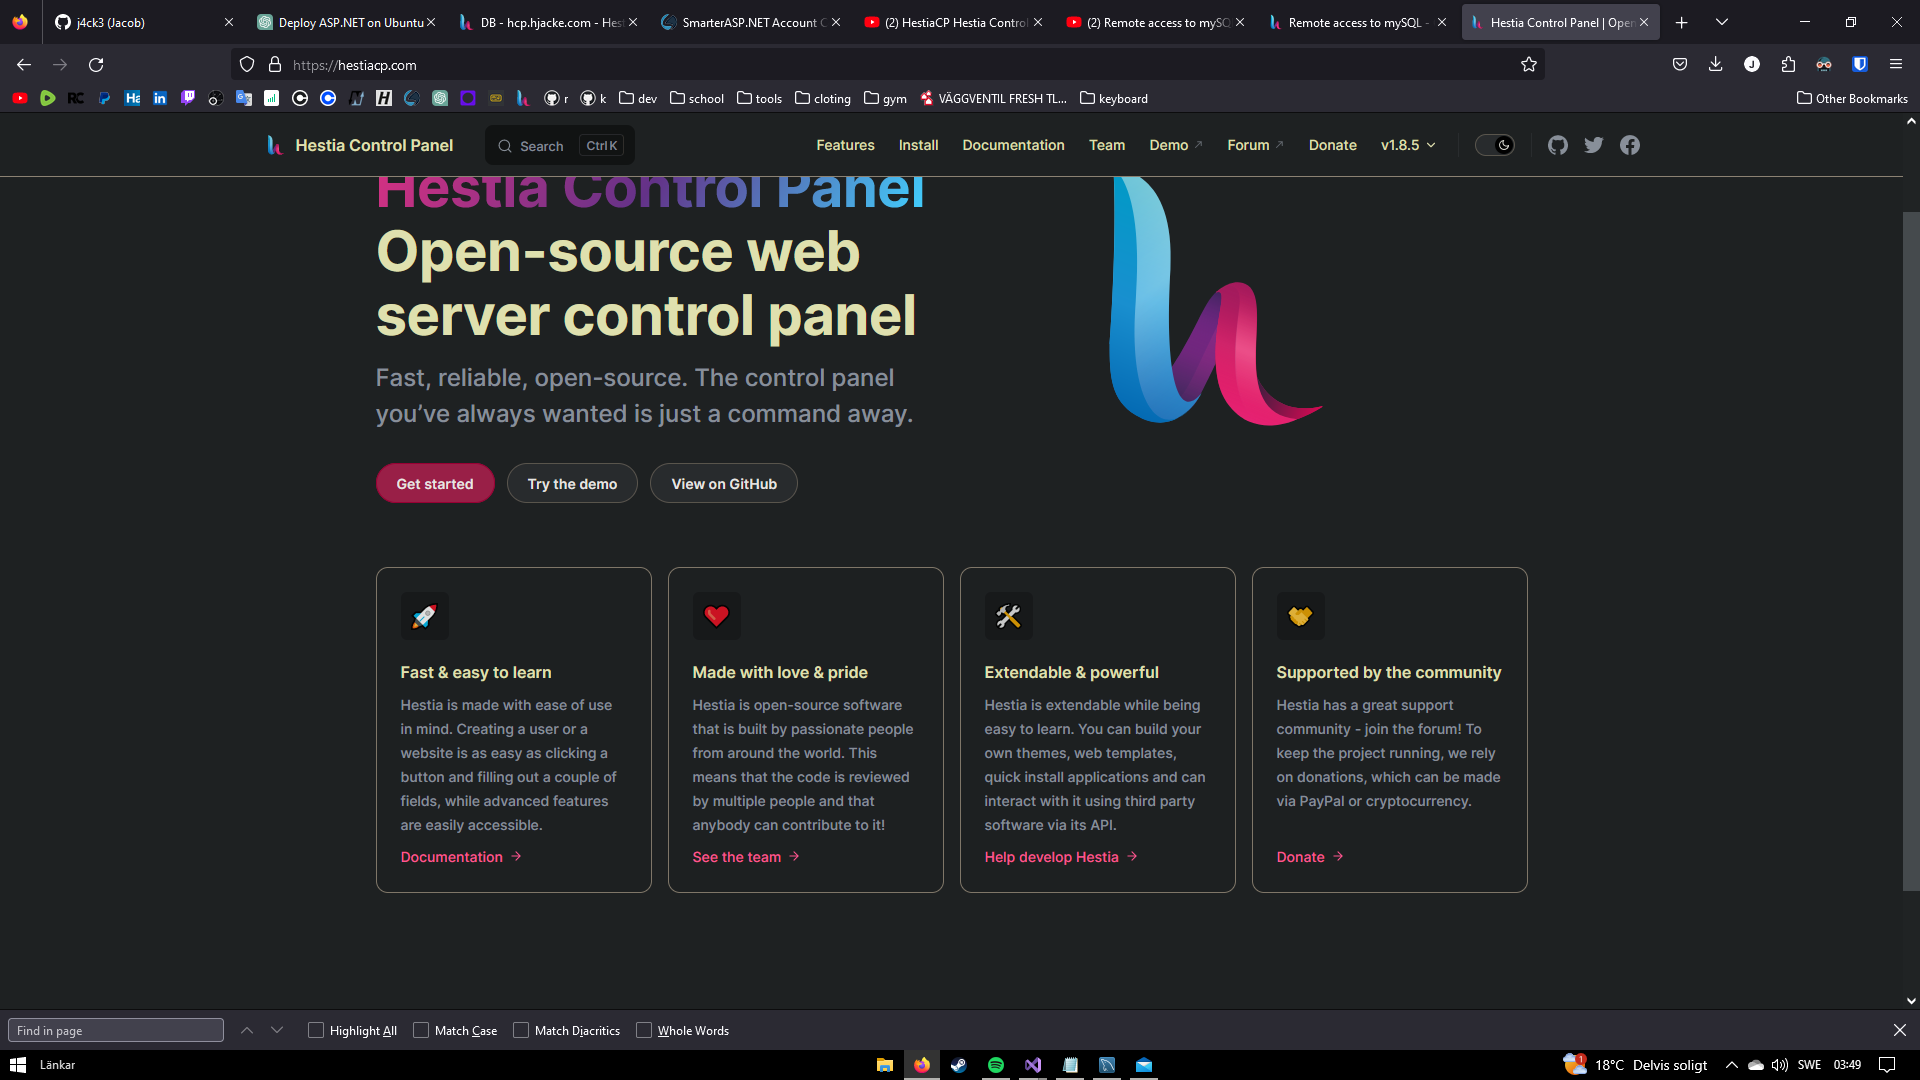 j4ck3 (Jacob)
Deploy ASP.NET on Ubuntu
DB - hcp.hjacke.com - Hest
SmarterASP.NET Account C
(2) HestiaCP Hestia Control
(2) Remote access to mySQ
Remote access to mySQL -
Hestia Control Panel | Open
https://hestiacp.com
r
k
dev
school
tools
cloting
gym
VÄGGVENTIL FRESH TL...
keyboard
Other Bookmarks
Hestia Control Panel
Search
Ctrl K
Features
Install
Documentation
Team
Demo
Forum
Donate
v1.8.5
Hestia Control Panel
Open-source web
server control panel
Fast, reliable, open-source. The control panel
you’ve always wanted is just a command away.
Get started
Try the demo
View on GitHub
Fast & easy to learn
Hestia is made with ease of use
in mind. Creating a user or a
website is as easy as clicking a
button and filling out a couple of
fields, while advanced features
are easily accessible.
Documentation
Made with love & pride
Hestia is open-source software
that is built by passionate people
from around the world. This
means that the code is reviewed
by multiple people and that
anybody can contribute to it!
See the team
Extendable & powerful
Hestia is extendable while being
easy to learn. You can build your
own themes, web templates,
quick install applications and can
interact with it using third party
software via its API.
Help develop Hestia
Supported by the community
Hestia has a great support
community - join the forum! To
keep the project running, we rely
on donations, which can be made
via PayPal or cryptocurrency.
Donate
Find in page
Highlight All
Match Case
Match Diacritics
Whole Words
Länkar
1
18°C Delvis soligt
SWE
03:49